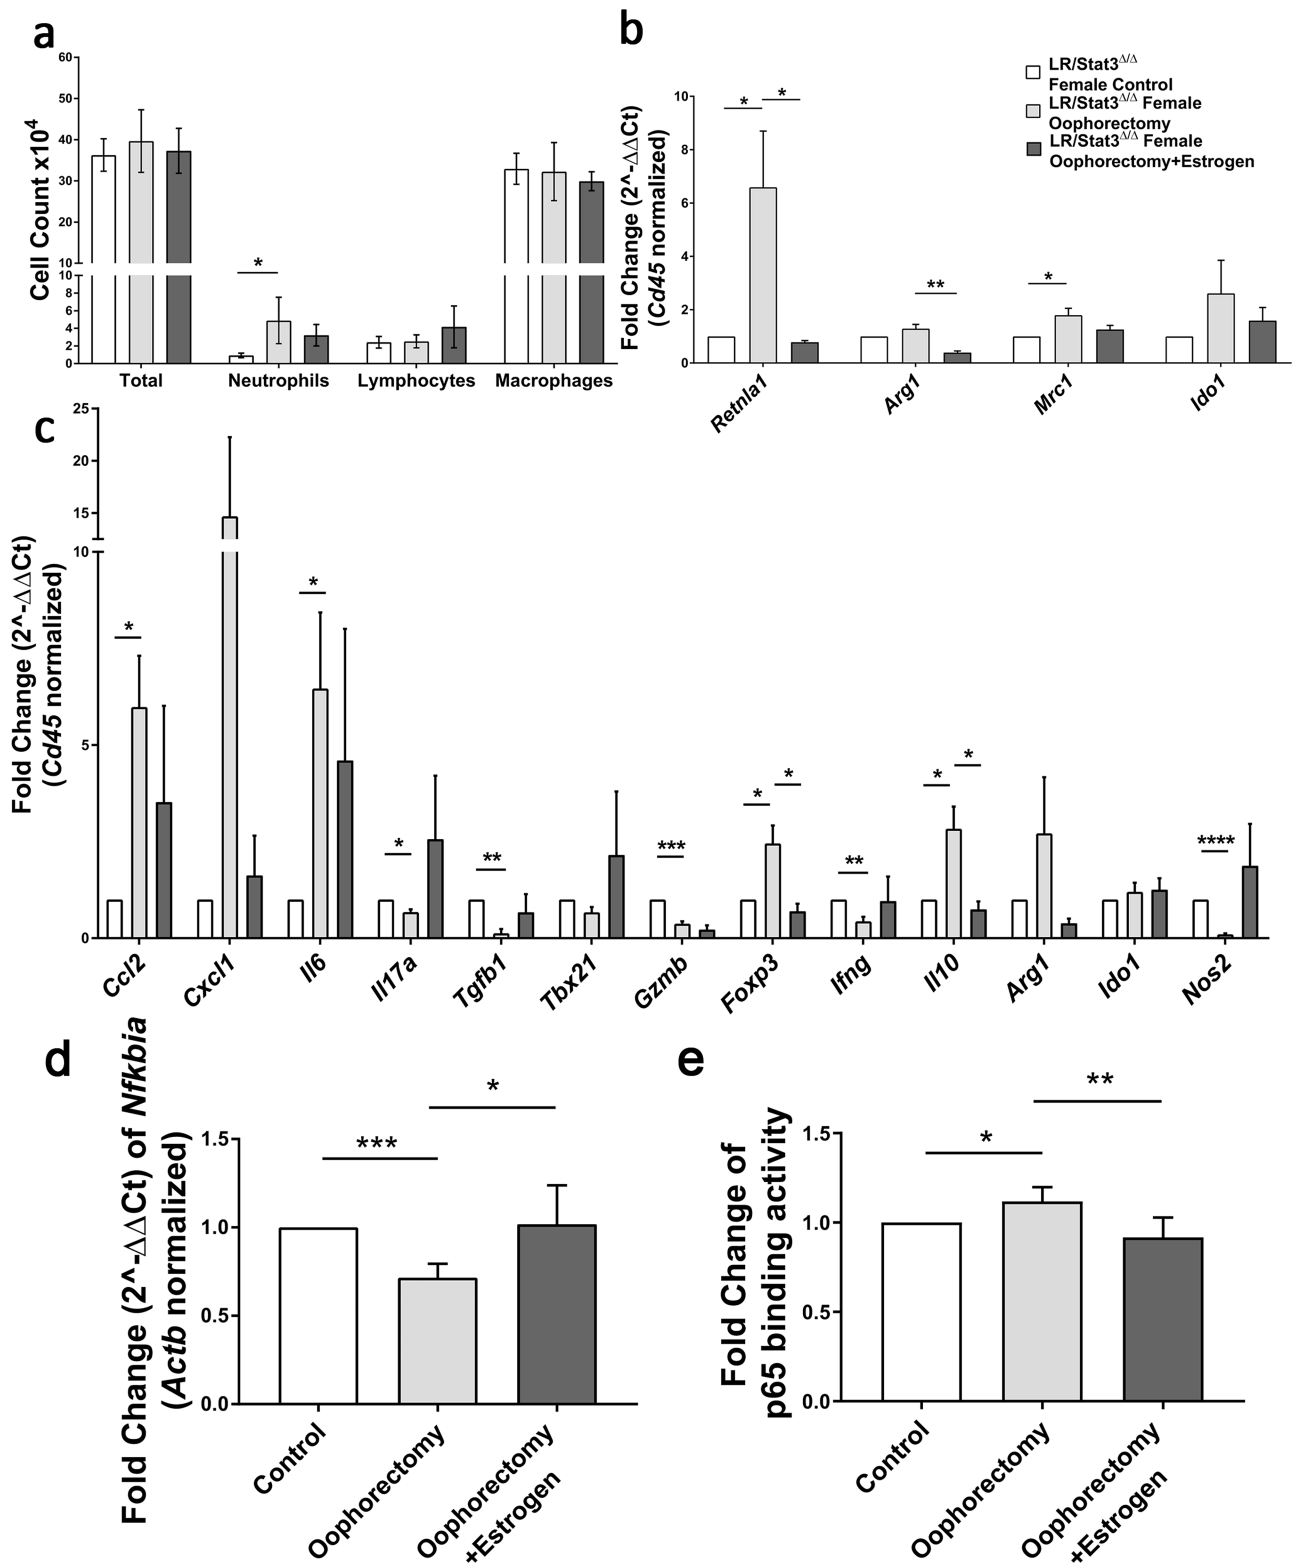 a
60
50
40
30
20
10
10
8
6
4
2
0
Cell Count x10⁴
*
Total
Neutrophils
Lymphocytes
Macrophages
b
10
8
6
4
2
0
Fold Change (2^-ΔΔCt)
(Cd45 normalized)
*
*
**
*
Retnla1
Arg1
Mrc1
Ido1
LR/Stat3Δ/Δ
Female Control
LR/Stat3Δ/Δ Female
Oophorectomy
LR/Stat3Δ/Δ Female
Oophorectomy+Estrogen
c
25
20
15
10
5
0
Fold Change (2^-ΔΔCt)
(Cd45 normalized)
*
*
*
**
***
*
*
**
*
*
****
Ccl2
Cxcl1
Il6
Il17a
Tgfb1
Tbx21
Gzmb
Foxp3
Ifng
Il10
Arg1
Ido1
Nos2
d
Fold Change (2^-ΔΔCt) of Nfkbia
(Actb normalized)
1.5
1.0
0.5
0.0
***
*
Control
Oophorectomy
Oophorectomy
+Estrogen
e
Fold Change of
p65 binding activity
1.5
1.0
0.5
0.0
*
**
Control
Oophorectomy
Oophorectomy
+Estrogen